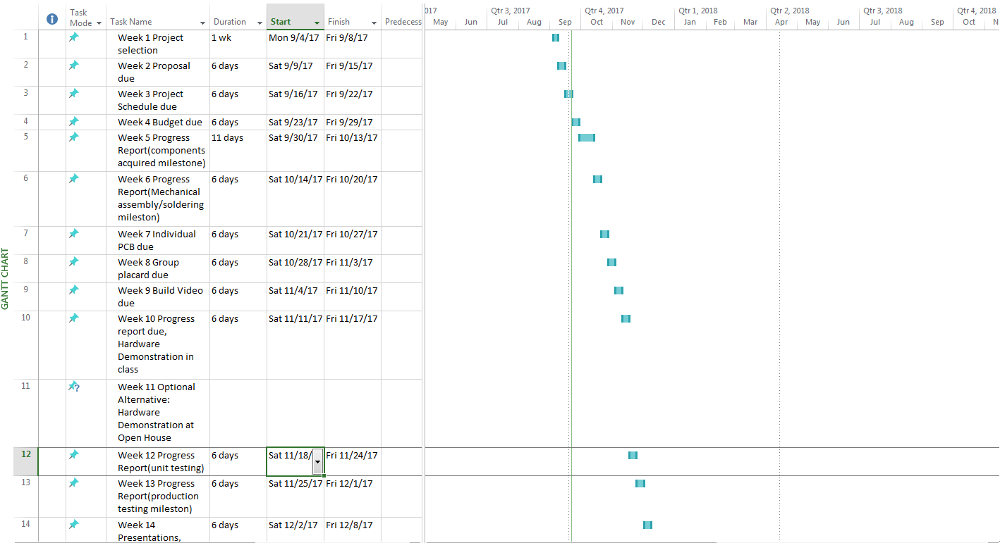 Task
Mode Task Name Duration Start Finish Predecess
017 Qtr 3, 2017 Qtr 4, 2017 Qtr 1, 2018 Qtr 2, 2018 Qtr 3, 2018 Qtr 4, 2018
May Jun Jul Aug Sep Oct Nov Dec Jan Feb Mar Apr May Jun Jul Aug Sep Oct N
GANTT CHART
1 Week 1 Project 1 wk Mon 9/4/17 Fri 9/8/17
selection
2 Week 2 Proposal 6 days Sat 9/9/17 Fri 9/15/17
due
3 Week 3 Project 6 days Sat 9/16/17 Fri 9/22/17
Schedule due
4 Week 4 Budget due 6 days Sat 9/23/17 Fri 9/29/17
5 Week 5 Progress 11 days Sat 9/30/17 Fri 10/13/17
Report(components
acquired milestone)
6 Week 6 Progress 6 days Sat 10/14/17 Fri 10/20/17
Report(Mechanical
assembly/soldering
mileston)
7 Week 7 Individual 6 days Sat 10/21/17 Fri 10/27/17
PCB due
8 Week 8 Group 6 days Sat 10/28/17 Fri 11/3/17
placard due
9 Week 9 Build Video 6 days Sat 11/4/17 Fri 11/10/17
due
10 Week 10 Progress 6 days Sat 11/11/17 Fri 11/17/17
report due,
Hardware
Demonstration in
class
11 Week 11 Optional
Alternative:
Hardware
Demonstration at
Open House
12 Week 12 Progress 6 days Sat 11/18/ Fri 11/24/17
Report(unit testing)
13 Week 13 Progress 6 days Sat 11/25/17 Fri 12/1/17
Report(production
testing mileston)
14 Week 14 6 days Sat 12/2/17 Fri 12/8/17
Presentations,